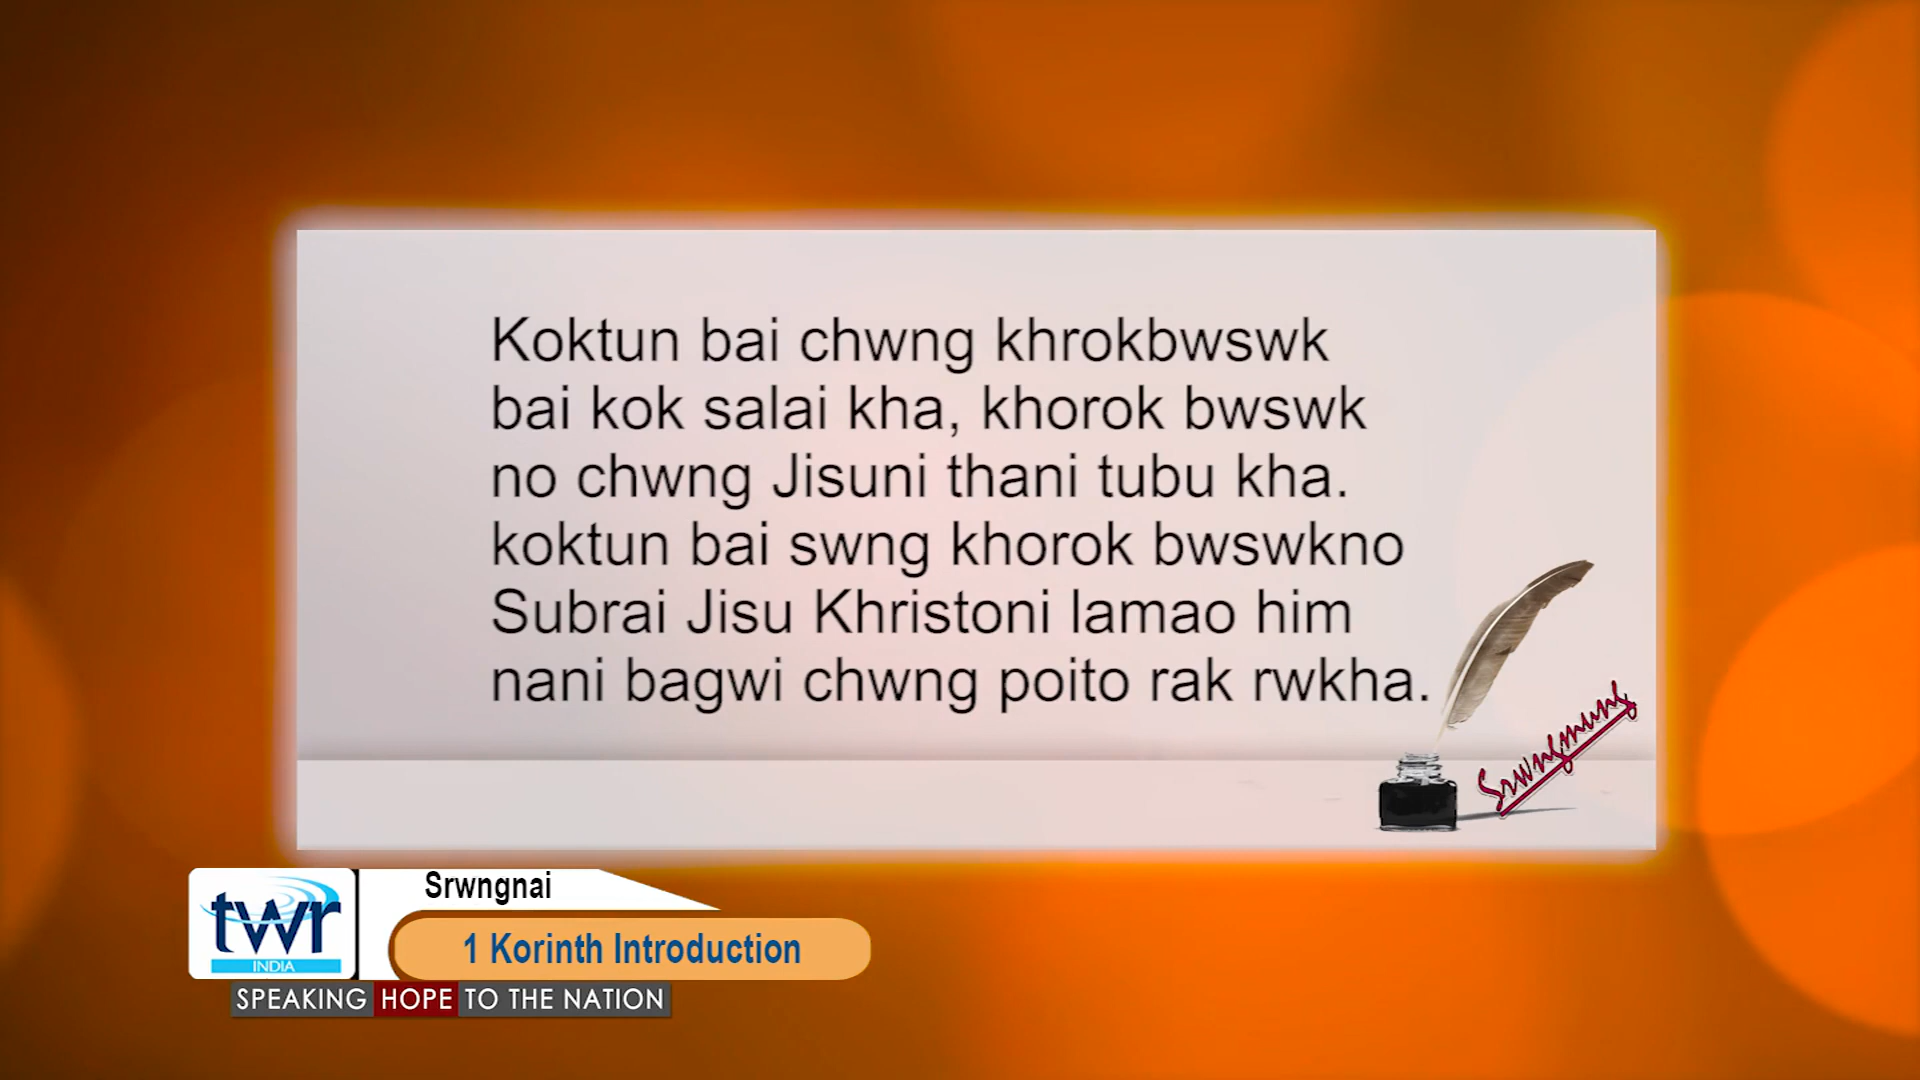 Koktun bai chwng khrokbwswk
bai kok salai kha, khorok bwswk
no chwng Jisuni thani tubu kha.
koktun bai swng khorok bwswkno
Subrai Jisu Khristoni lamao him
nani bagwi chwng poito rak rwkha.
Srwngmung
twr
INDIA
Srwngnai
1 Korinth Introduction
SPEAKING HOPE TO THE NATION